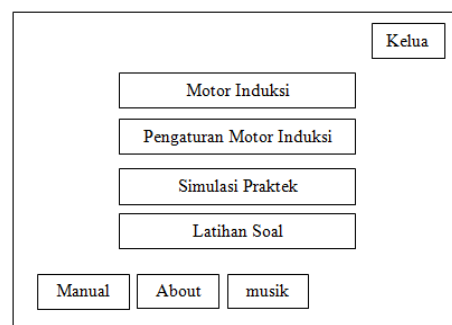 Kelua
Motor Induksi
Pengaturan Motor Induksi
Simulasi Praktek
Latihan Soal
Manual
About
musik